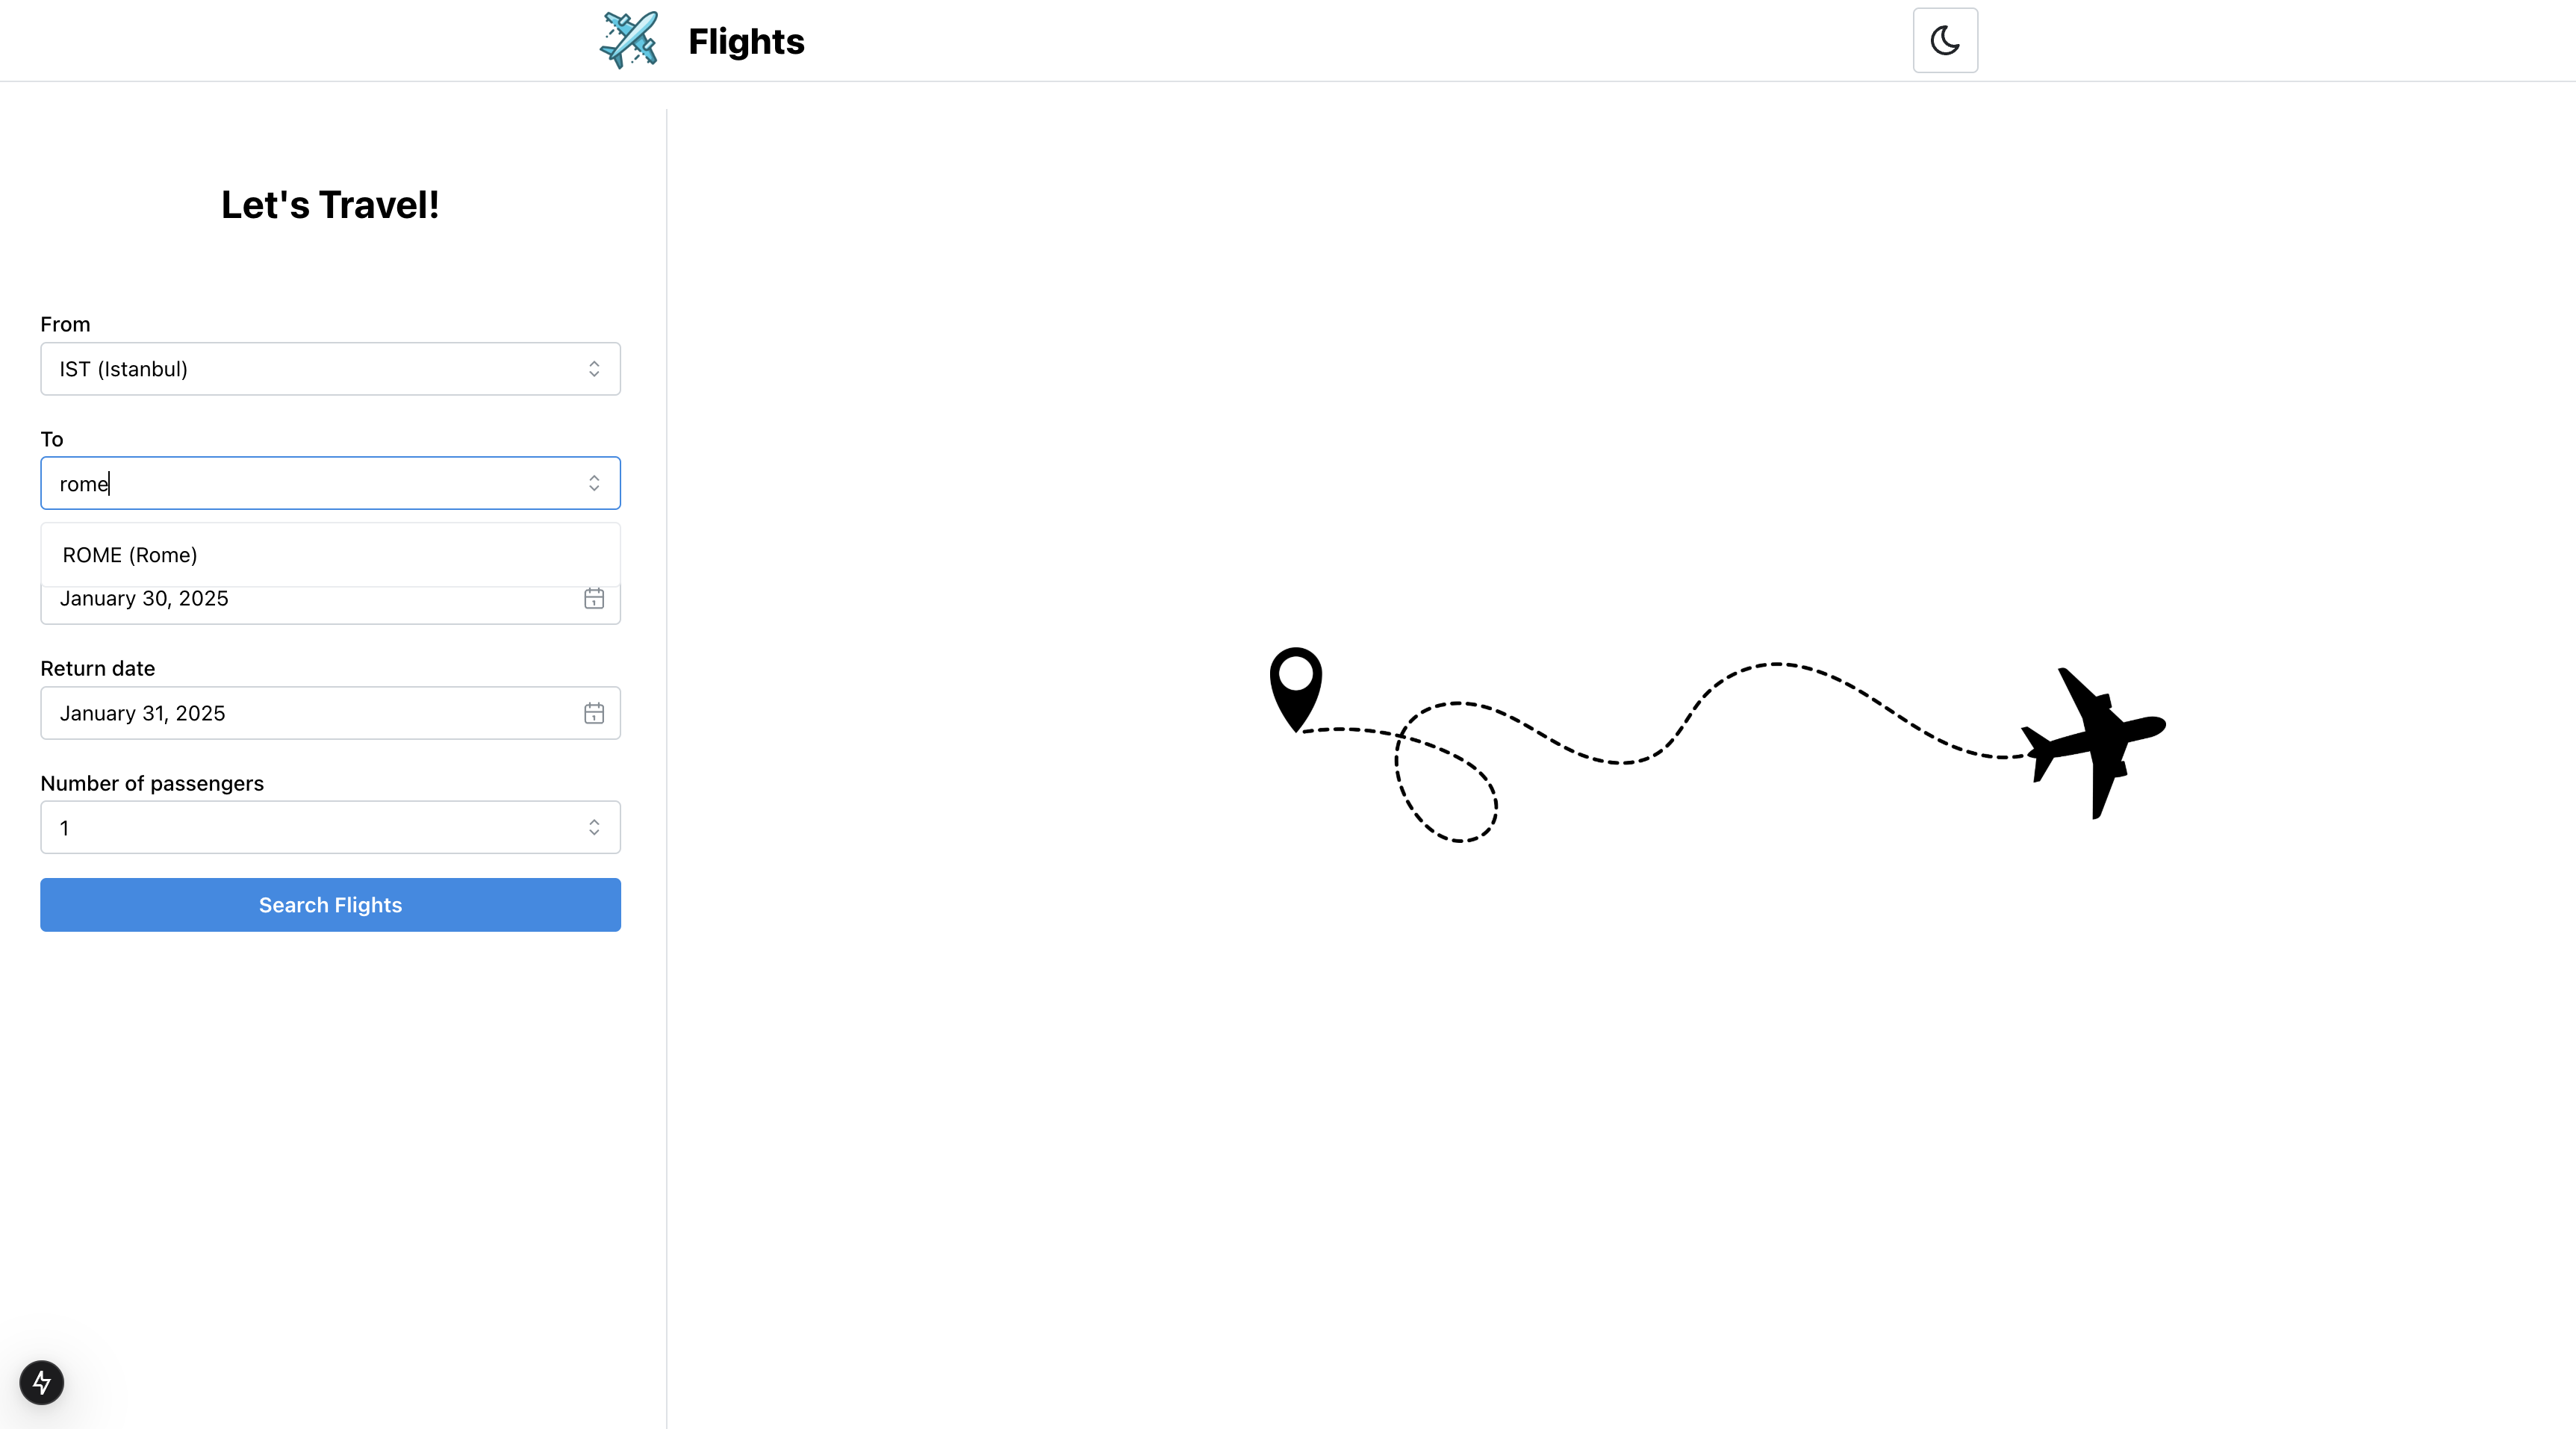 Flights
Let's Travel!
From
IST (Istanbul)
To
rome
ROME (Rome)
January 30, 2025
Return date
January 31, 2025
Number of passengers
1
Search Flights